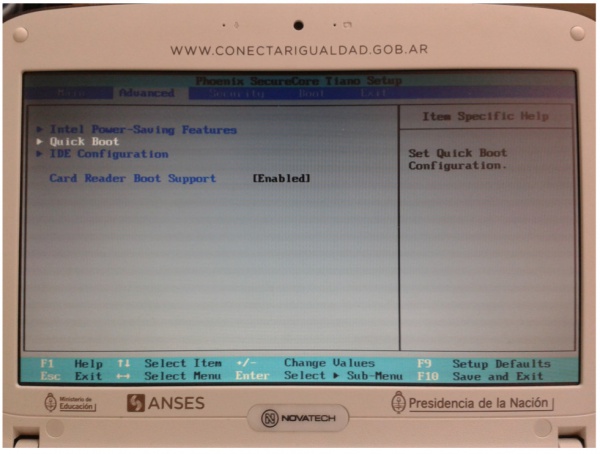 WWW.CONECTARIGUALDAD.GOB.AR
Phoenix SecureCore Tiano Setup
Main Advanced Security Boot Exit
Item Specific Help
▶ Intel Power-Saving Features
▶ Quick Boot
▶ IDE Configuration
Card Reader Boot Support [Enabled]
Set Quick Boot
Configuration.
F1 Help ↑↓ Select Item +/- Change Values F9 Setup Defaults
Esc Exit ↔ Select Menu Enter Select ▶ Sub-Menu F10 Save and Exit
Ministerio de
Educación
ANSES
NOVATECH
Presidencia de la Nación